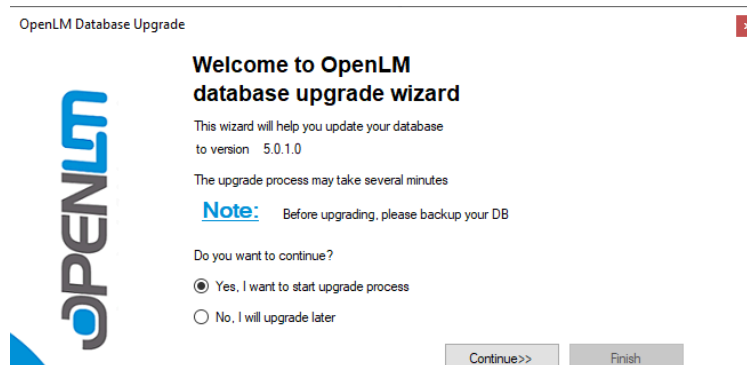 OpenLM Database Upgrade
x
OPENLM
Welcome to OpenLM
database upgrade wizard
This wizard will help you update your database
to version 5.0.1.0
The upgrade process may take several minutes
Note: Before upgrading, please backup your DB
Do you want to continue?
Yes, I want to start upgrade process
No, I will upgrade later
Continue>> Finish